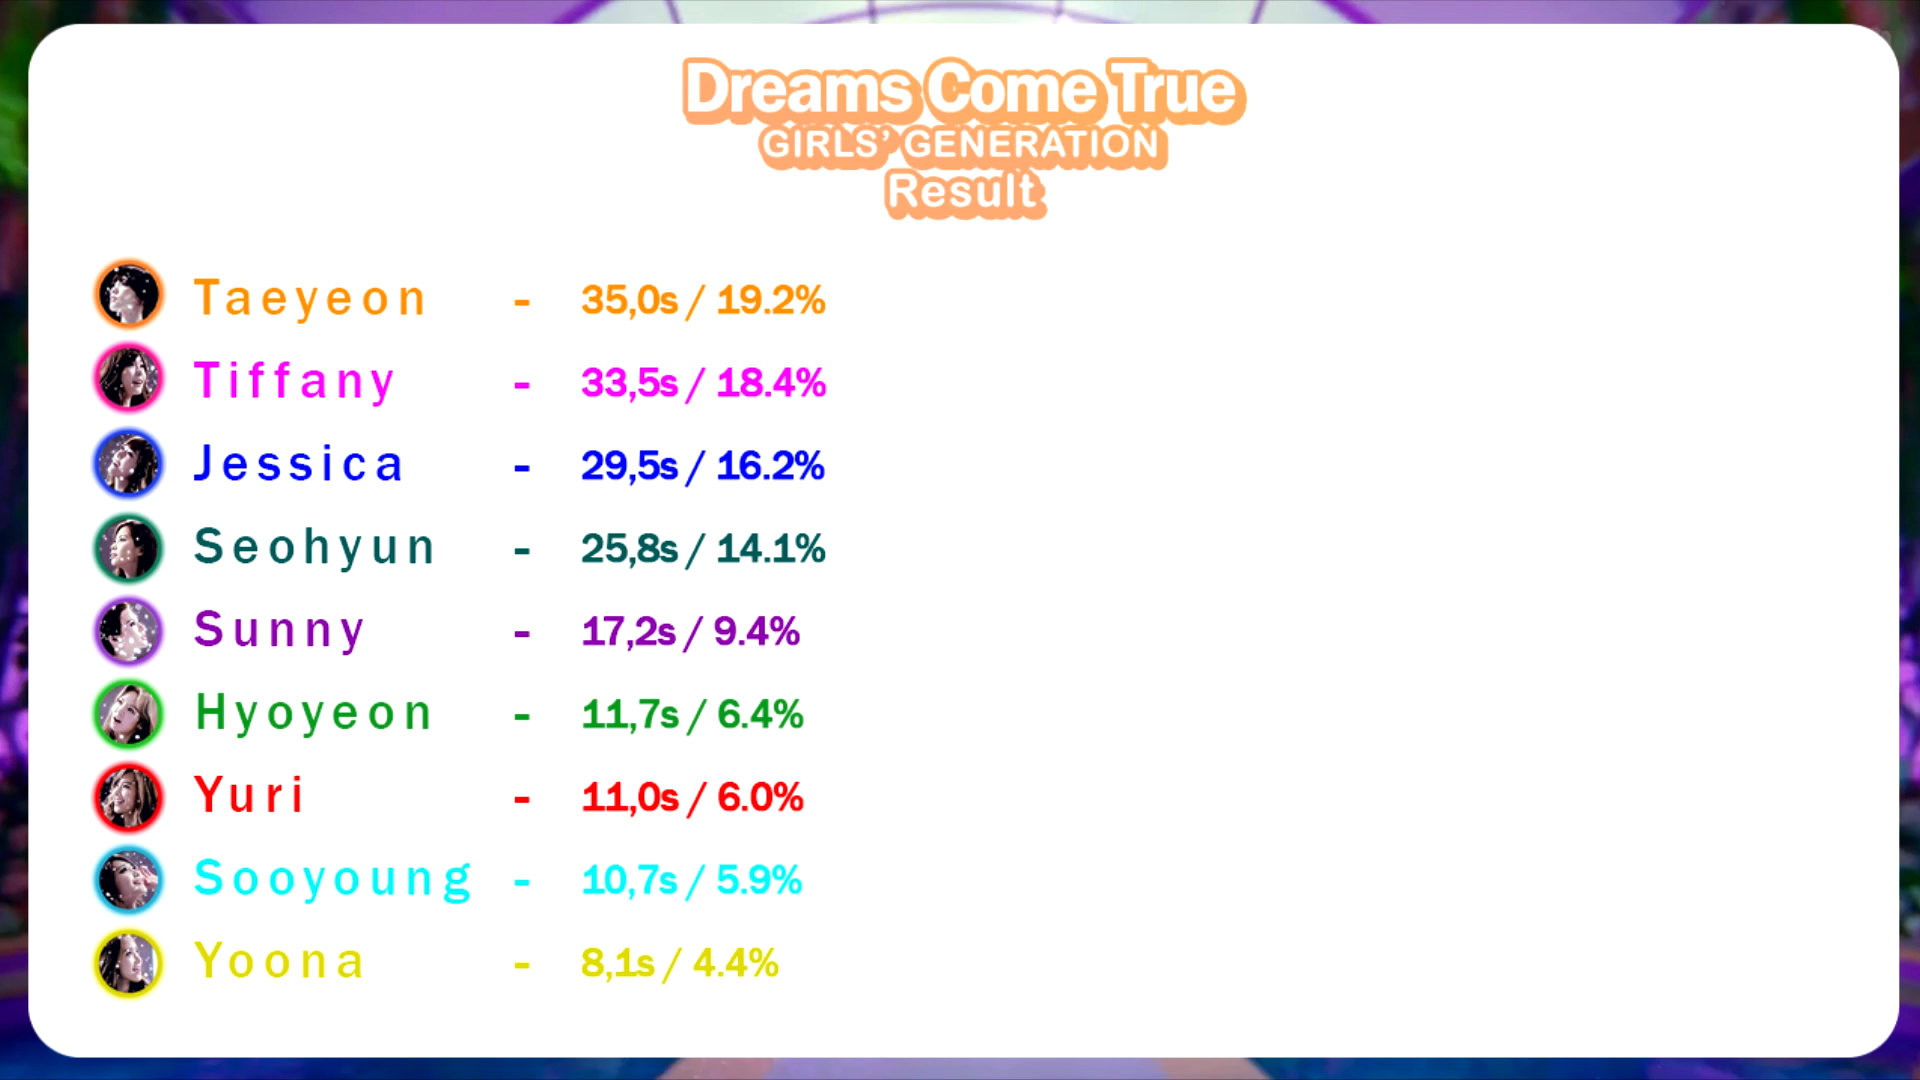 Dreams Come True
GIRLS' GENERATION
Result
Taeyeon - 35,0s / 19.2%
Tiffany - 33,5s / 18.4%
Jessica - 29,5s / 16.2%
Seohyun - 25,8s / 14.1%
Sunny - 17,2s / 9.4%
Hyoyeon - 11,7s / 6.4%
Yuri - 11,0s / 6.0%
Sooyoung - 10,7s / 5.9%
Yoona - 8,1s / 4.4%